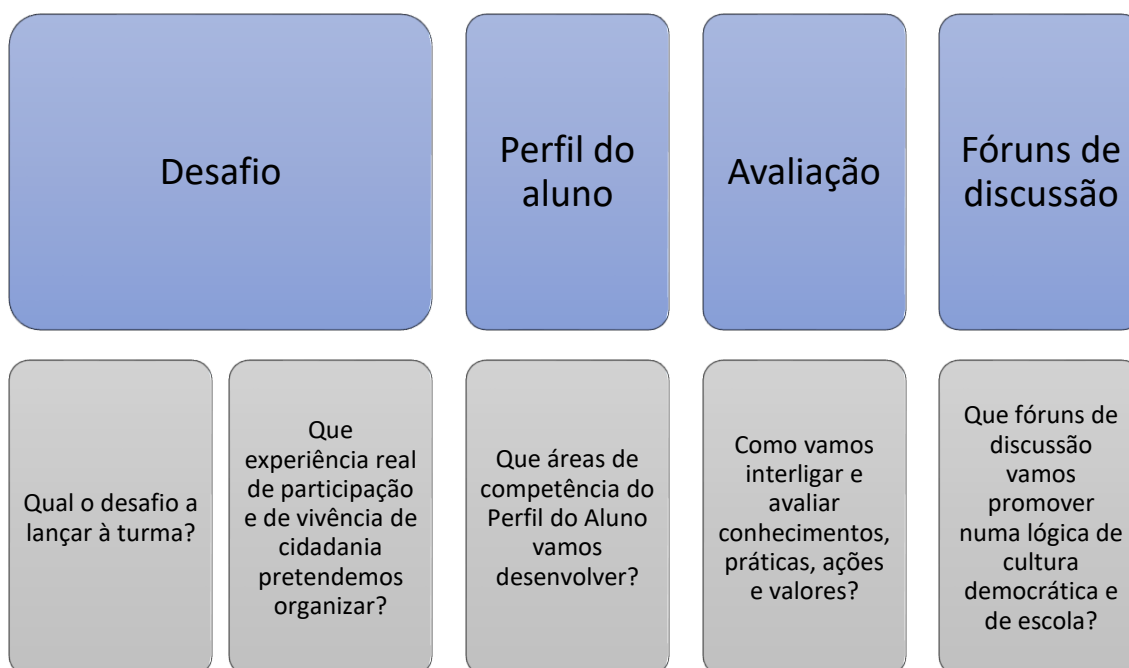 Desafio
Perfil do
aluno
Avaliação
Fóruns de
discussão
Qual o desafio a
lançar à turma?
Que
experiência real
de participação
e de vivência de
cidadania
pretendemos
organizar?
Que áreas de
competência do
Perfil do Aluno
vamos
desenvolver?
Como vamos
interligar e
avaliar
conhecimentos,
práticas, ações
e valores?
Que fóruns de
discussão
vamos
promover
numa lógica de
cultura
democrática e
de escola?